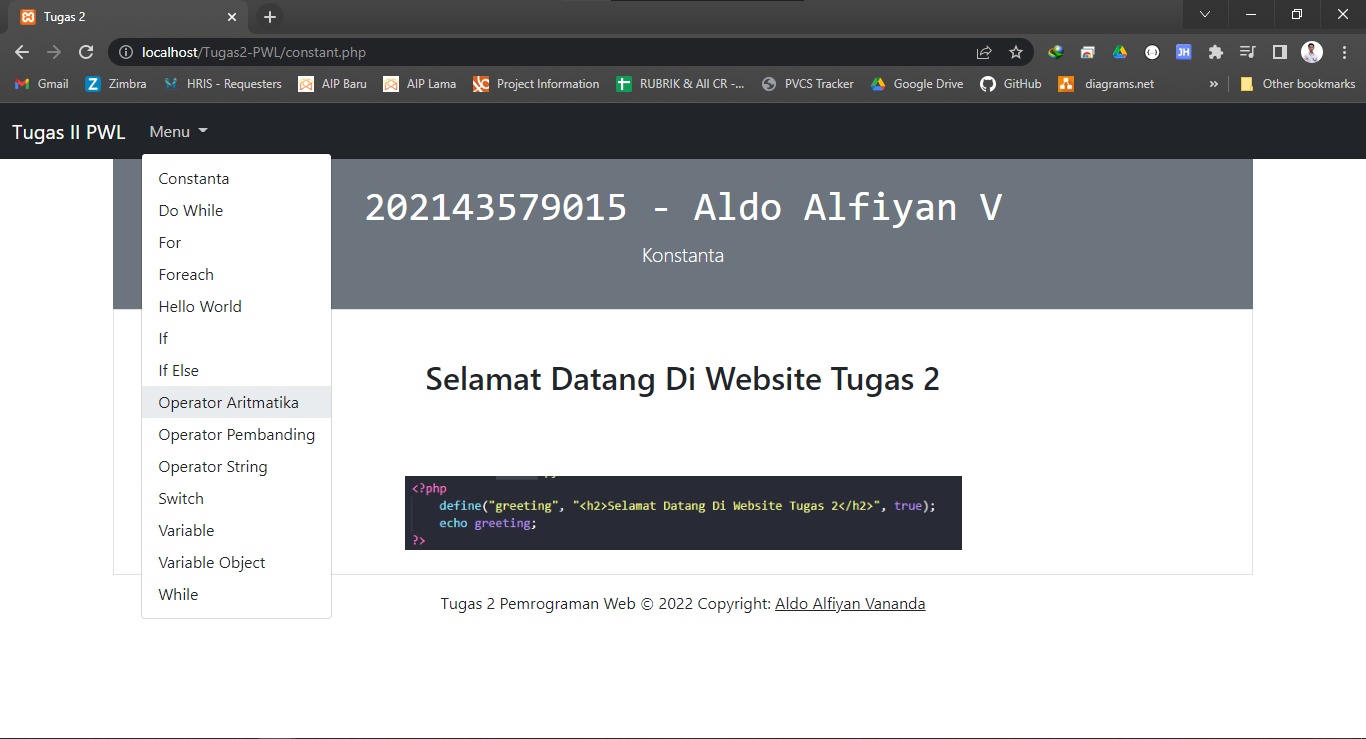 Tugas 2
localhost/Tugas2-PWL/constant.php
JH
Gmail Zimbra HRIS - Requesters AIP Baru AIP Lama Project Information RUBRIK & All CR -... PVCS Tracker Google Drive GitHub diagrams.net » Other bookmarks
Tugas II PWL Menu
Constanta
Do While
For
Foreach
Hello World
If
If Else
Operator Aritmatika
Operator Pembanding
Operator String
Switch
Variable
Variable Object
While
202143579015 - Aldo Alfiyan V
Konstanta
Selamat Datang Di Website Tugas 2
<?php
define("greeting", "<h2>Selamat Datang Di Website Tugas 2</h2>", true);
echo greeting;
?>
Tugas 2 Pemrograman Web © 2022 Copyright: Aldo Alfiyan Vananda